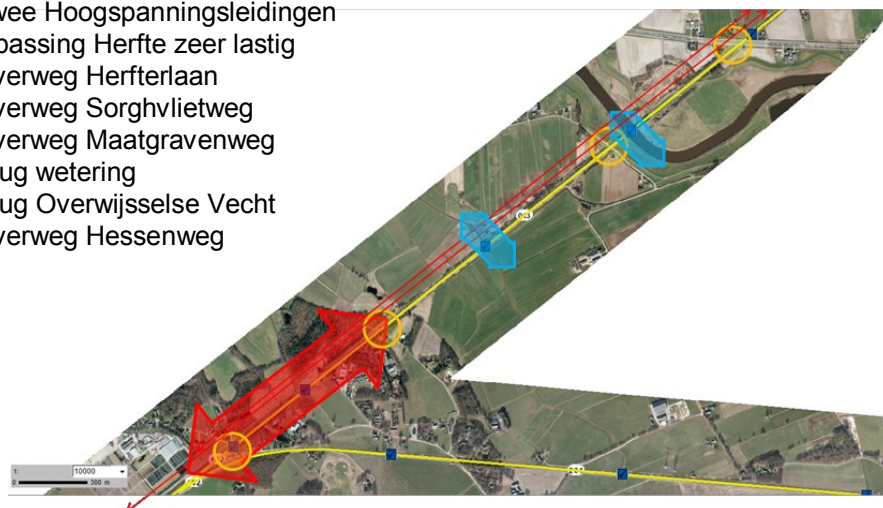 wee Hoogspanningsleidingen
passing Herfte zeer lastig
verweg Herfterlaan
verweg Sorghvlietweg
verweg Maatgravenweg
ug wetering
ug Overwijsselse Vecht
verweg Hessenweg
1: 10000
0 300 m